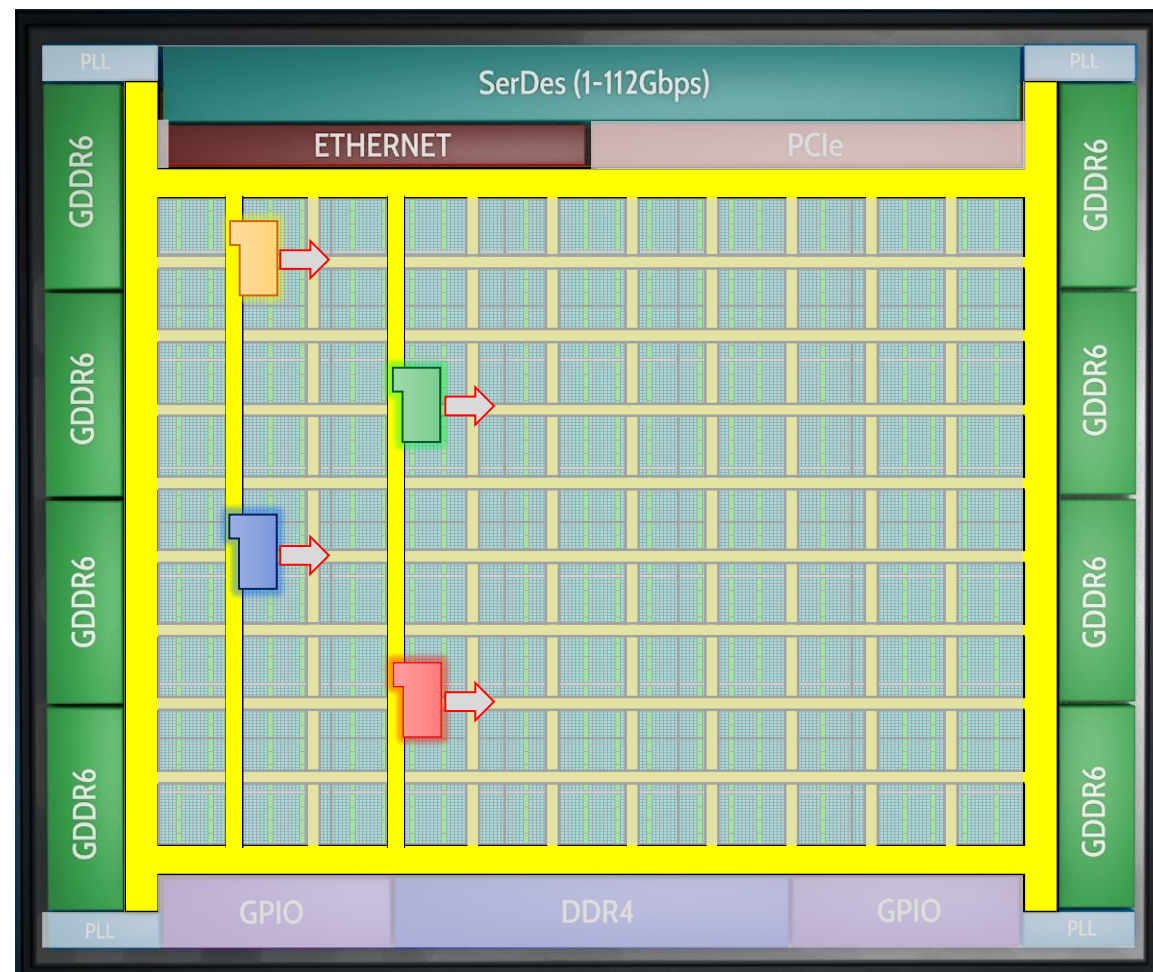 PLL
SerDes (1-112Gbps)
PLL
ETHERNET
PCIe
GDDR6
GDDR6
GDDR6
GDDR6
GDDR6
GDDR6
GDDR6
GDDR6
GPIO
DDR4
GPIO
PLL
PLL